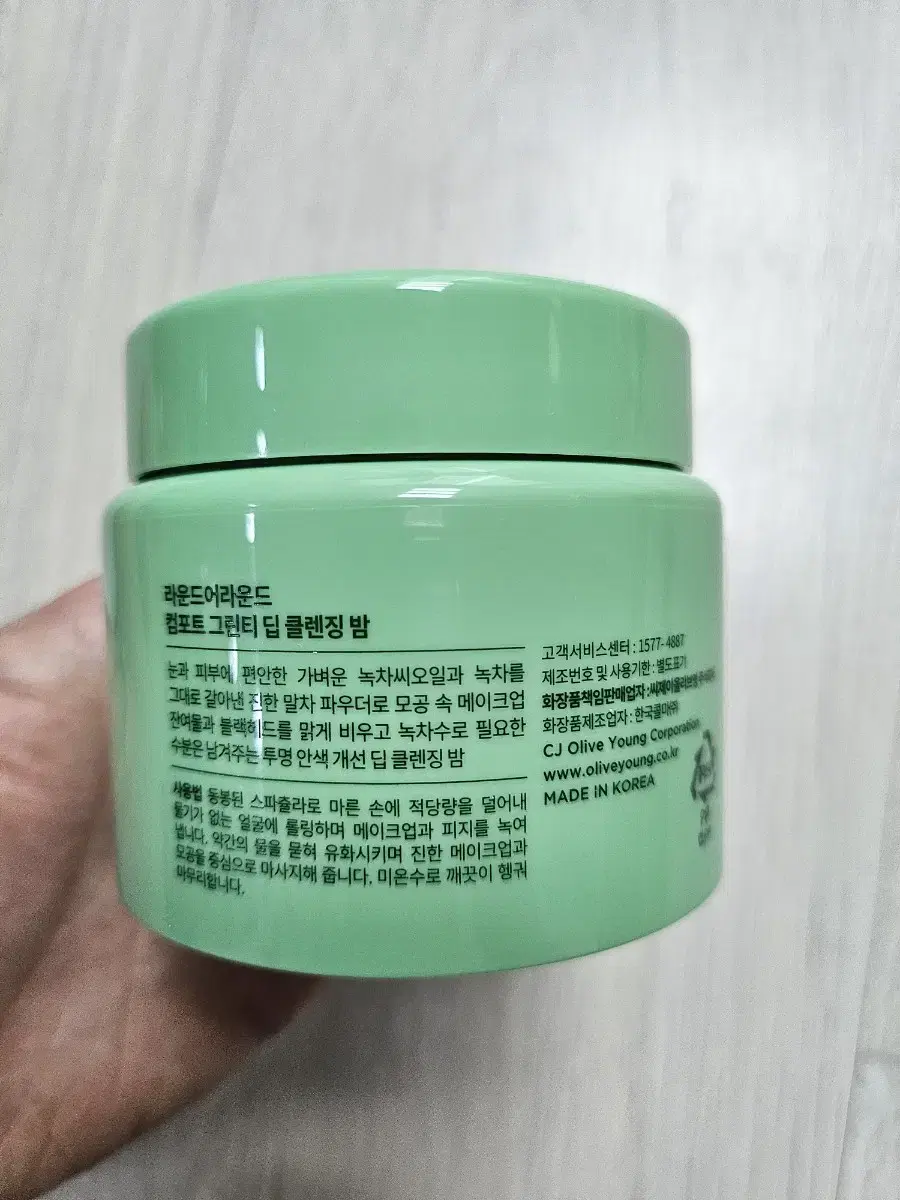 라운드어라운드
컴포트 그린티 딥 클렌징 밤
눈과 피부에 편안한 가벼운 녹차씨오일과 녹차를
그대로 갈아낸 진한 말차 파우더로 모공 속 메이크업
잔여물과 블랙헤드를 맑게 비우고 녹차수로 필요한
수분은 남겨주는 투명 안색 개선 딥 클렌징 밤
사용법 동봉된 스파츌라로 마른 손에 적당량을 덜어내
물기가 없는 얼굴에 롤링하며 메이크업과 피지를 녹여
냅니다. 약간의 물을 묻혀 유화시키며 진한 메이크업과
모공을 중심으로 마사지해 줍니다. 미온수로 깨끗이 헹궈
마무리합니다.
고객서비스센터 : 1577-4887
제조번호 및 사용기한 : 별도표기
화장품책임판매업자 : 씨제이올리브영
화장품제조업자 : 한국콜마㈜
CJ Olive Young Corporation
www.oliveyoung.co.kr
MADE IN KOREA